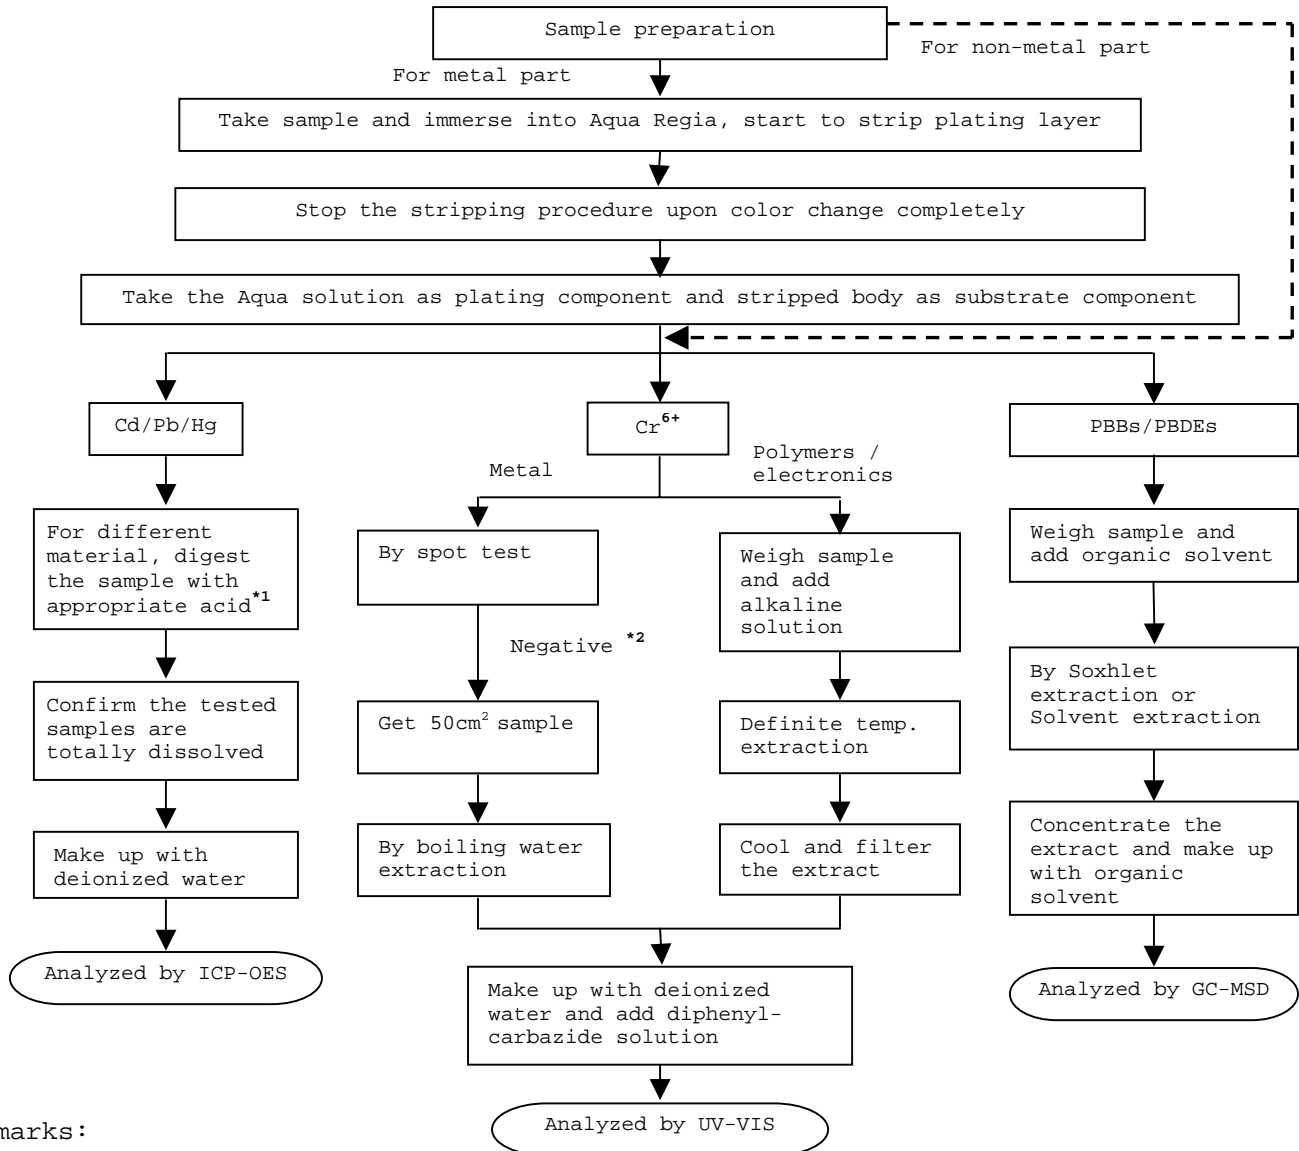 Sample preparation
For non-metal part
For metal part
Take sample and immerse into Aqua Regia, start to strip plating layer
Stop the stripping procedure upon color change completely
Take the Aqua solution as plating component and stripped body as substrate component
Cd/Pb/Hg
Cr6+
PBBs/PBDEs
Metal
Polymers /
electronics
For different
material, digest
the sample with
appropriate acid*1
Confirm the tested
samples are
totally dissolved
Make up with
deionized water
Analyzed by ICP-OES
By spot test
Negative *2
Get 50cm2 sample
By boiling water
extraction
Weigh sample
and add
alkaline
solution
Definite temp.
extraction
Cool and filter
the extract
Make up with deionized
water and add diphenyl-
carbazide solution
Analyzed by UV-VIS
Weigh sample and
add organic solvent
By Soxhlet
extraction or
Solvent extraction
Concentrate the
extract and make up
with organic
solvent
Analyzed by GC-MSD
marks: